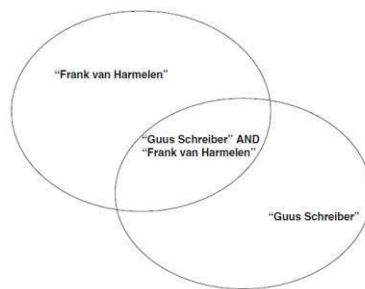 “Frank van Harmelen”
“Guus Schreiber” AND
“Frank van Harmelen”
“Guus Schreiber”